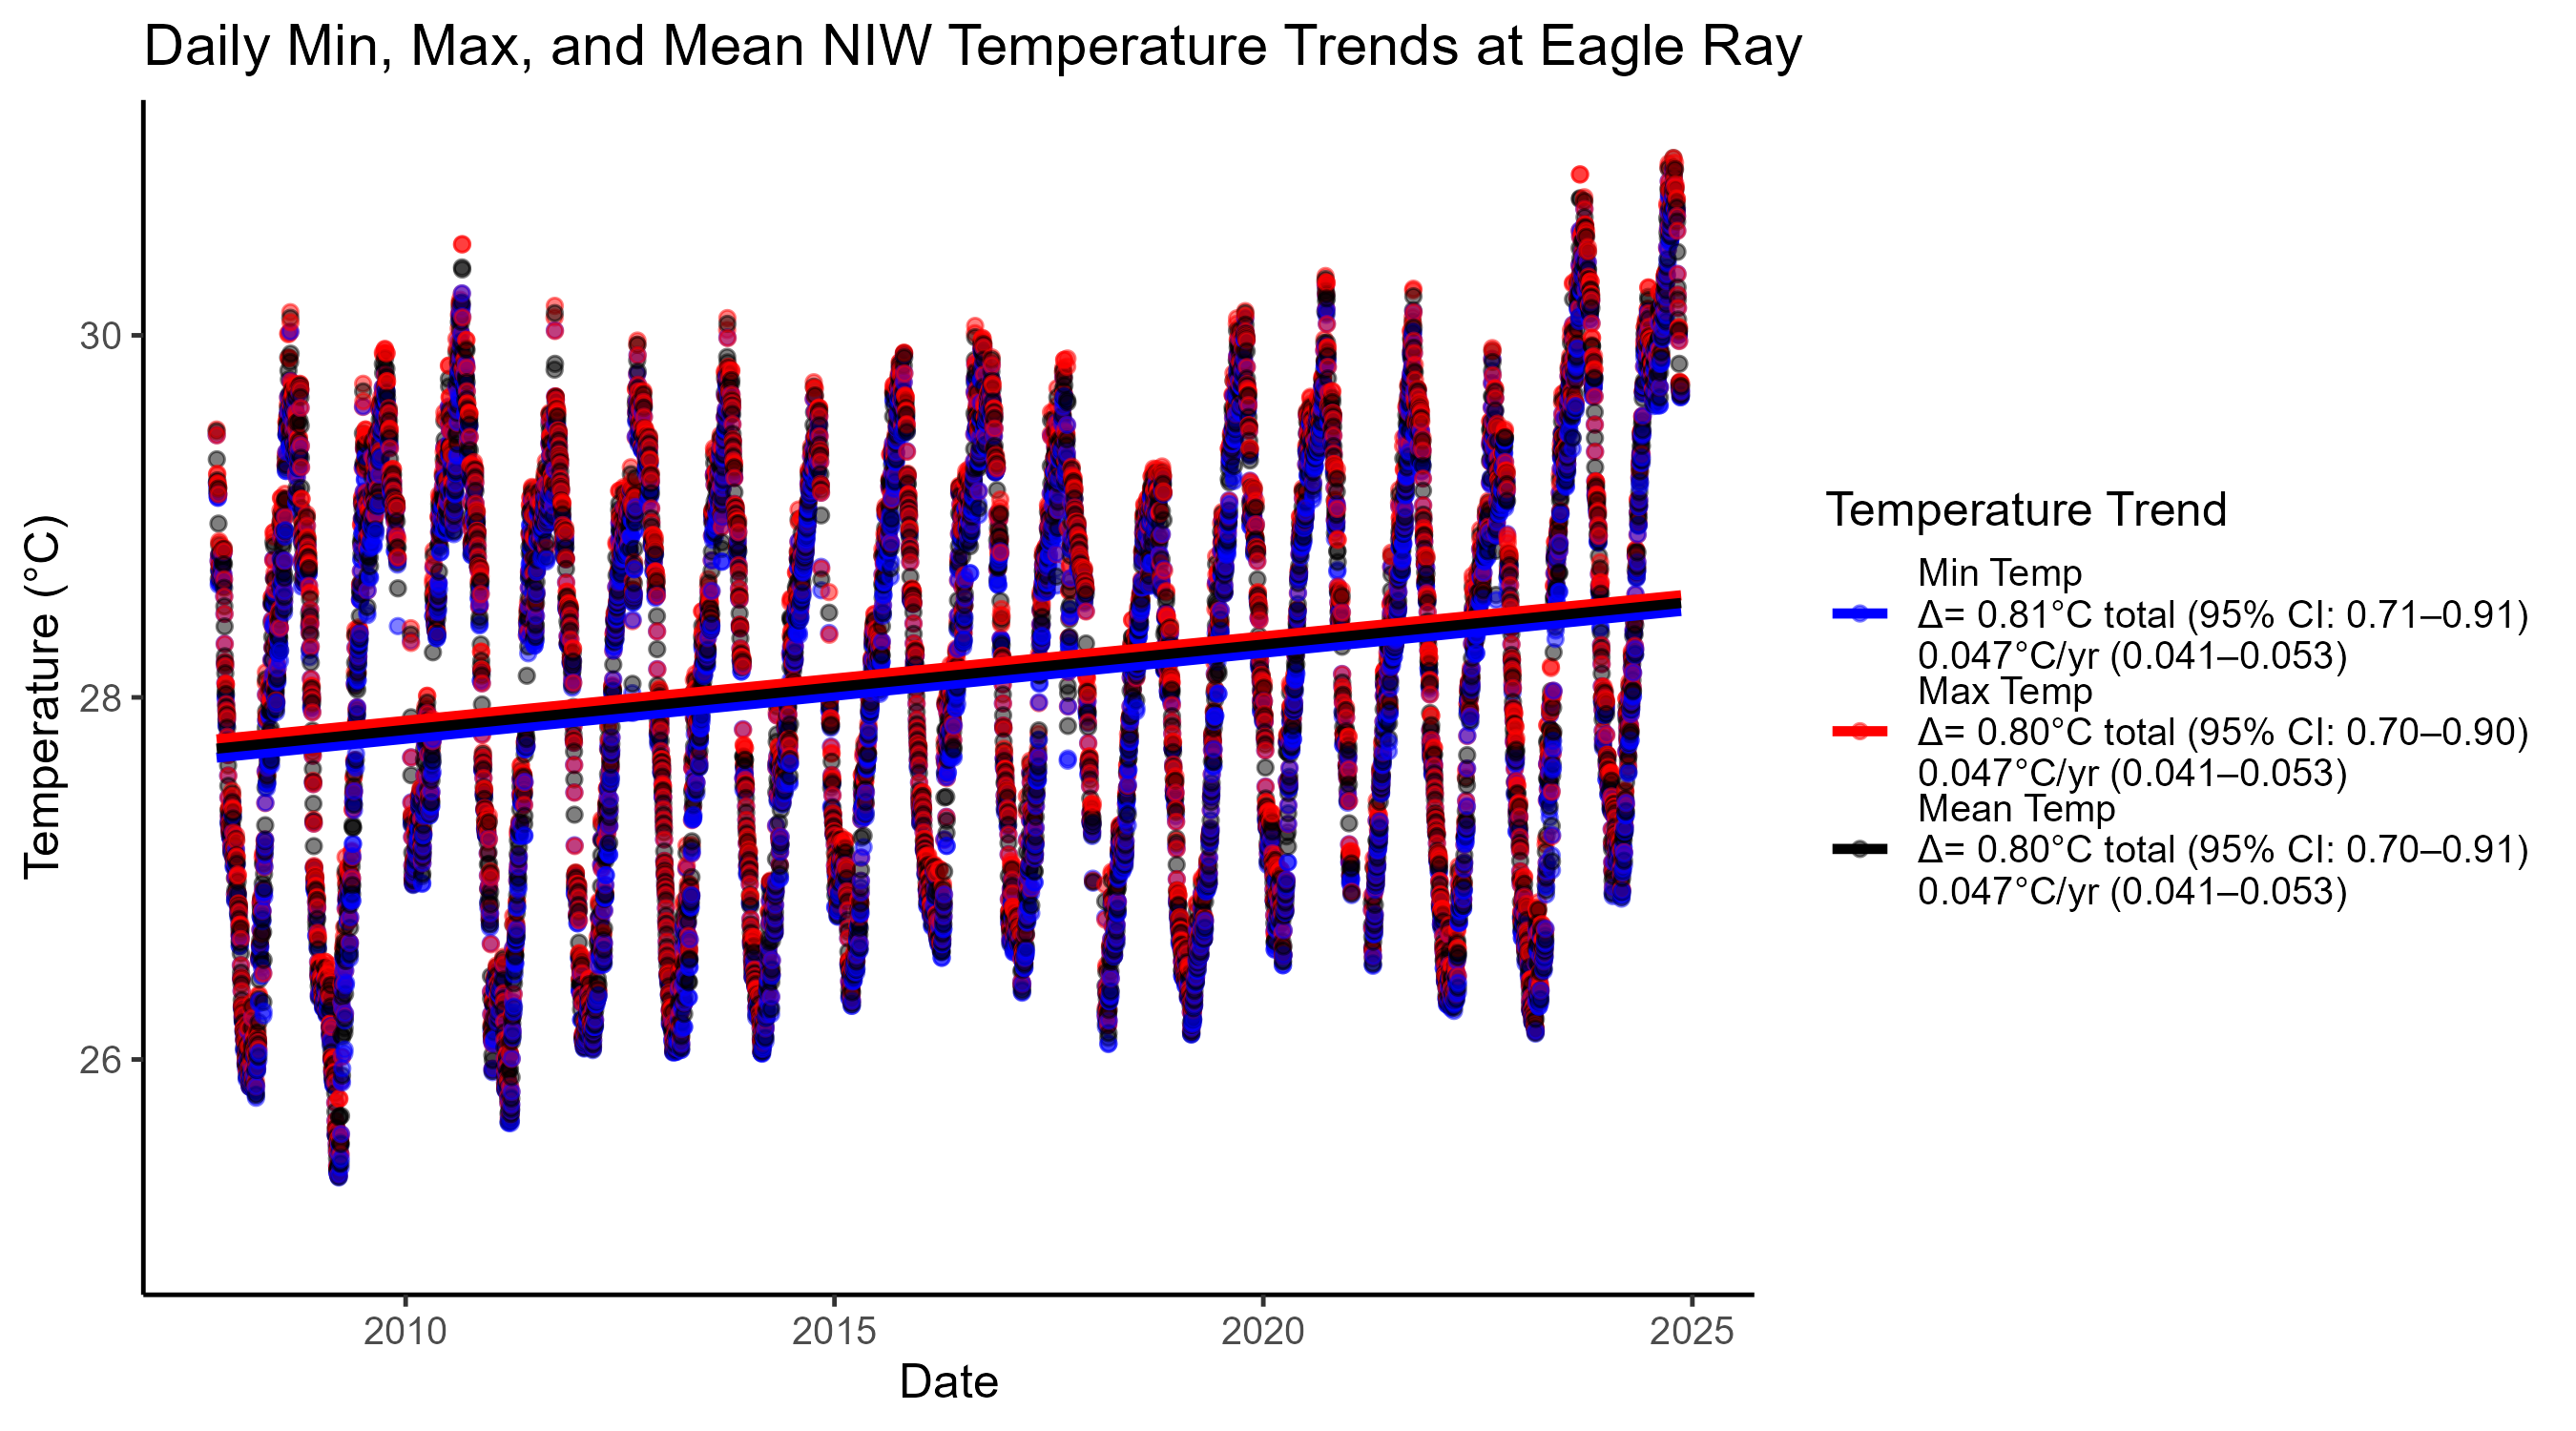 Daily Min, Max, and Mean NIW Temperature Trends at Eagle Ray
Temperature (°C)
30
28
26
2010
2015
2020
2025
Date
Temperature Trend
Min Temp
Δ= 0.81°C total (95% CI: 0.71–0.91)
0.047°C/yr (0.041–0.053)
Max Temp
Δ= 0.80°C total (95% CI: 0.70–0.90)
0.047°C/yr (0.041–0.053)
Mean Temp
Δ= 0.80°C total (95% CI: 0.70–0.91)
0.047°C/yr (0.041–0.053)